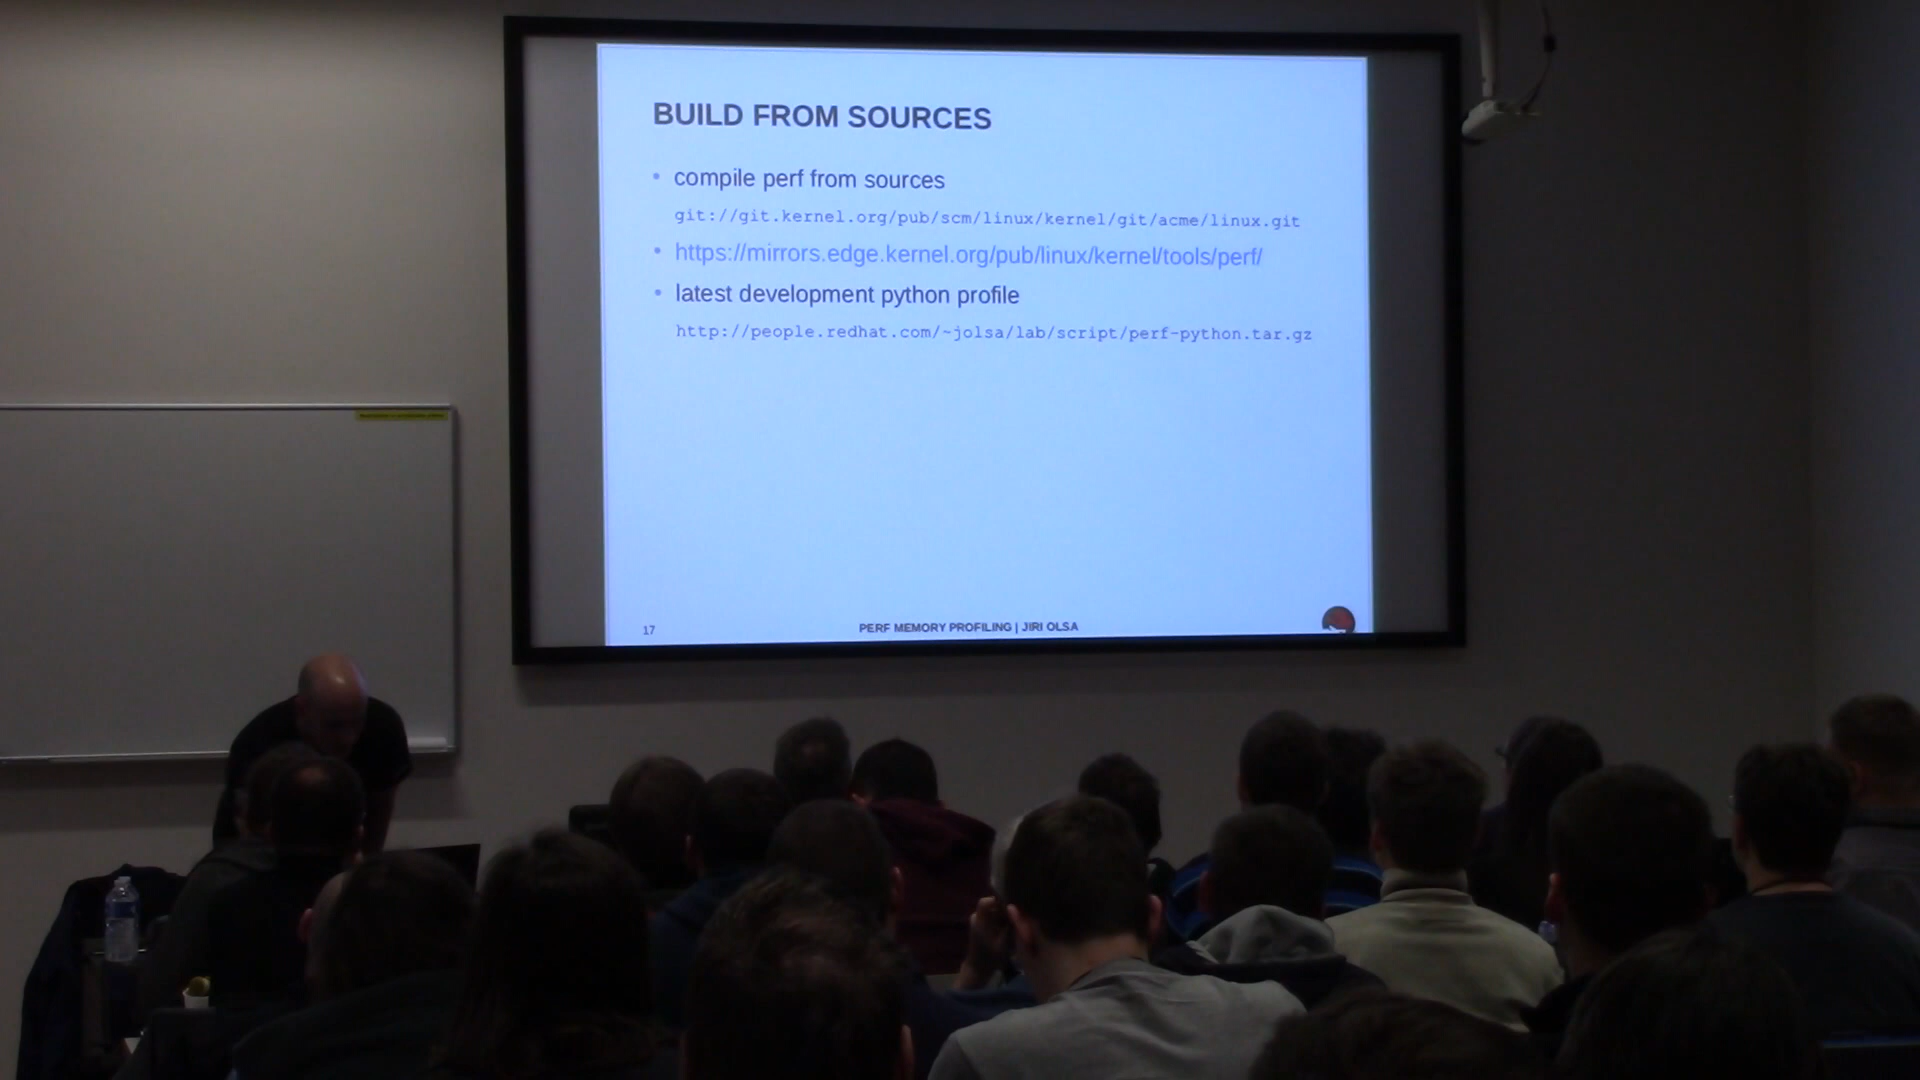 BUILD FROM SOURCES
• compile perf from sources
git://git.kernel.org/pub/scm/linux/kernel/git/acme/linux.git
• https://mirrors.edge.kernel.org/pub/linux/kernel/tools/perf/
• latest development python profile
http://people.redhat.com/~jolsa/lab/script/perf-python.tar.gz
17
PERF MEMORY PROFILING | JIRI OLSA